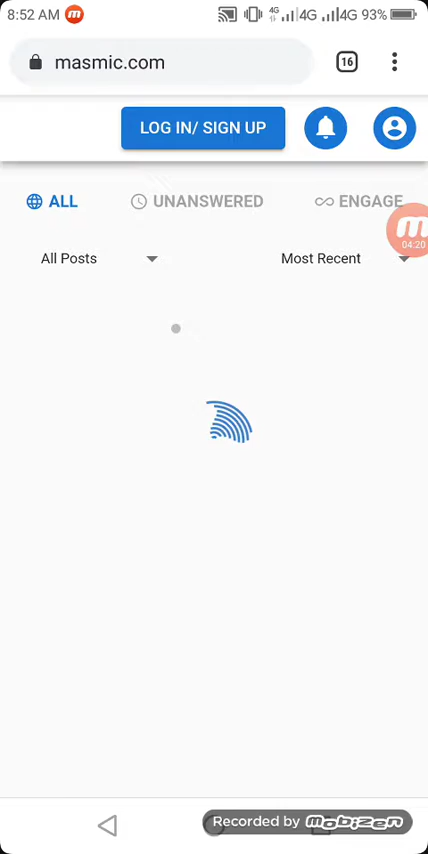 8:52 AM 4G 4G 4G 93%
masmic.com 16
LOG IN/ SIGN UP
ALL UNANSWERED ENGAGE
04:20
All Posts Most Recent
Recorded by MOBIZEN